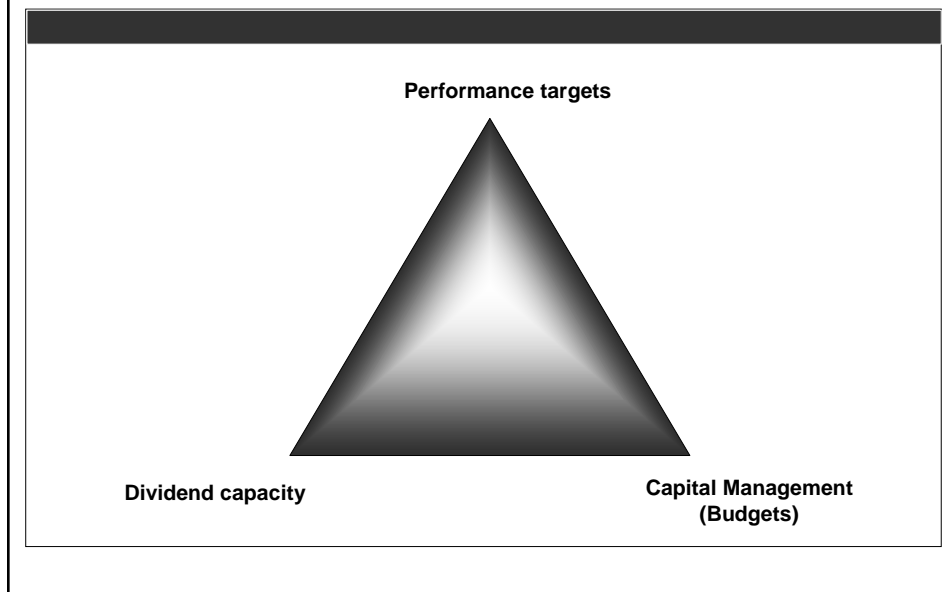 Performance targets
Dividend capacity
Capital Management
(Budgets)